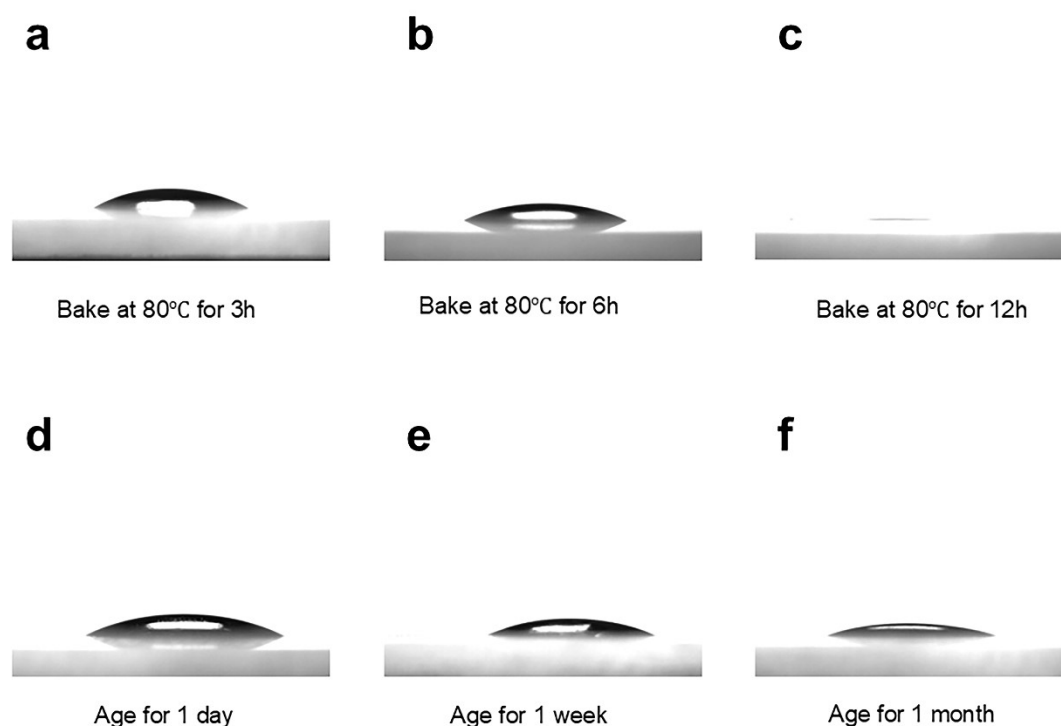 a
b
c
Bake at 80℃ for 3h
Bake at 80℃ for 6h
Bake at 80℃ for 12h
d
e
f
Age for 1 day
Age for 1 week
Age for 1 month